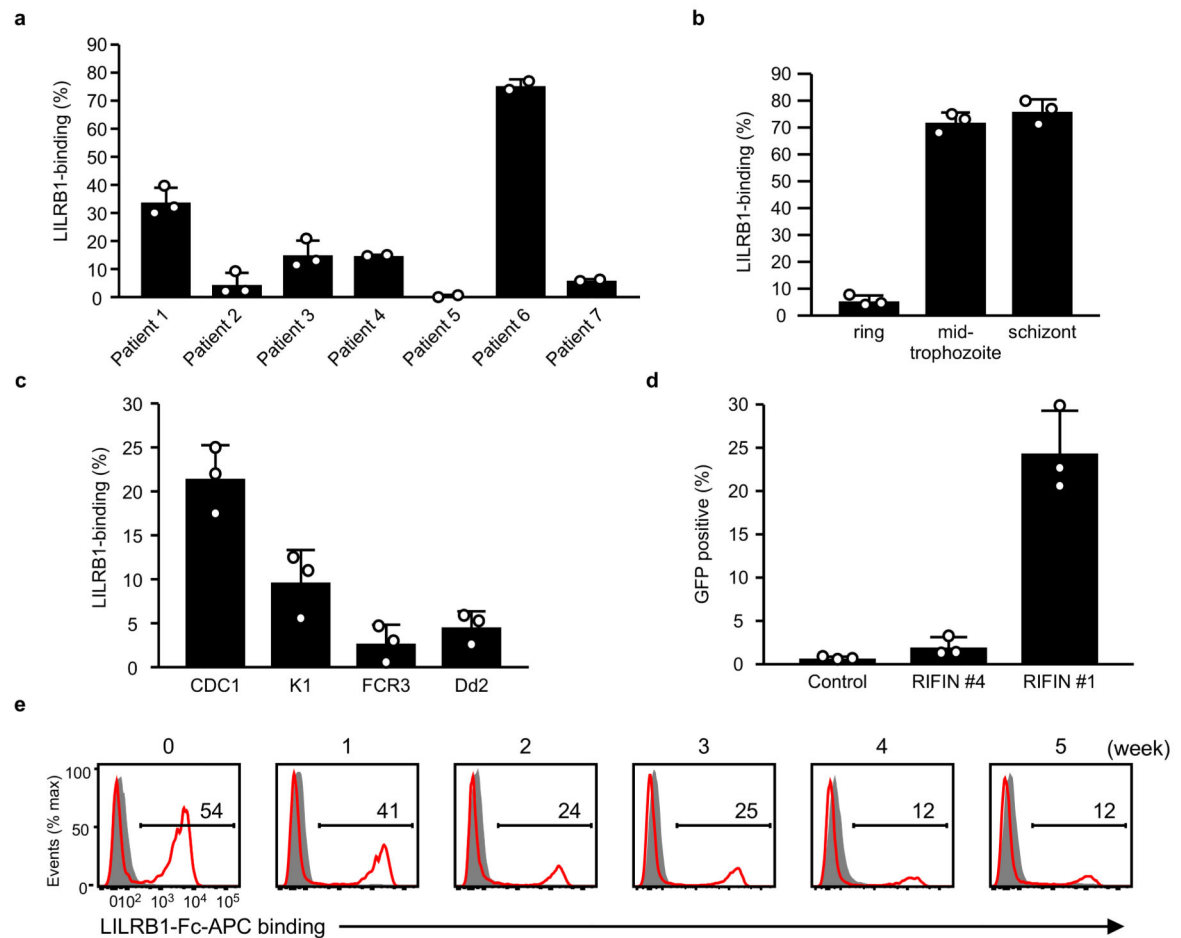 a
LILRB1-binding (%)
90
80
70
60
50
40
30
20
10
0
Patient 1
Patient 2
Patient 3
Patient 4
Patient 5
Patient 6
Patient 7
b
LILRB1-binding (%)
90
80
70
60
50
40
30
20
10
0
ring
mid-
trophozoite
schizont
c
LILRB1-binding (%)
30
25
20
15
10
5
0
CDC1
K1
FCR3
Dd2
d
GFP positive (%)
30
25
20
15
10
5
0
Control
RIFIN #4
RIFIN #1
e
0 1 2 3 4 5 (week)
Events (% max)
100
50
0
54
41
24
25
12
12
010² 10³ 10⁴ 10⁵
LILRB1-Fc-APC binding